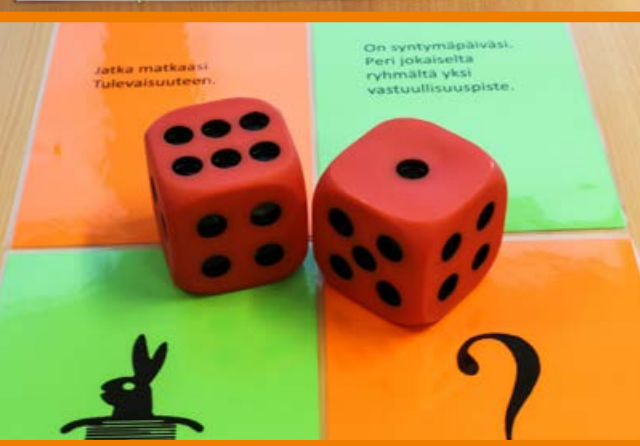 Jatka matkaasi
Tulevaisuuteen.
On syntymäpäiväsi.
Peri jokaiselta
ryhmältä yksi
vastuullisuuspiste.
?